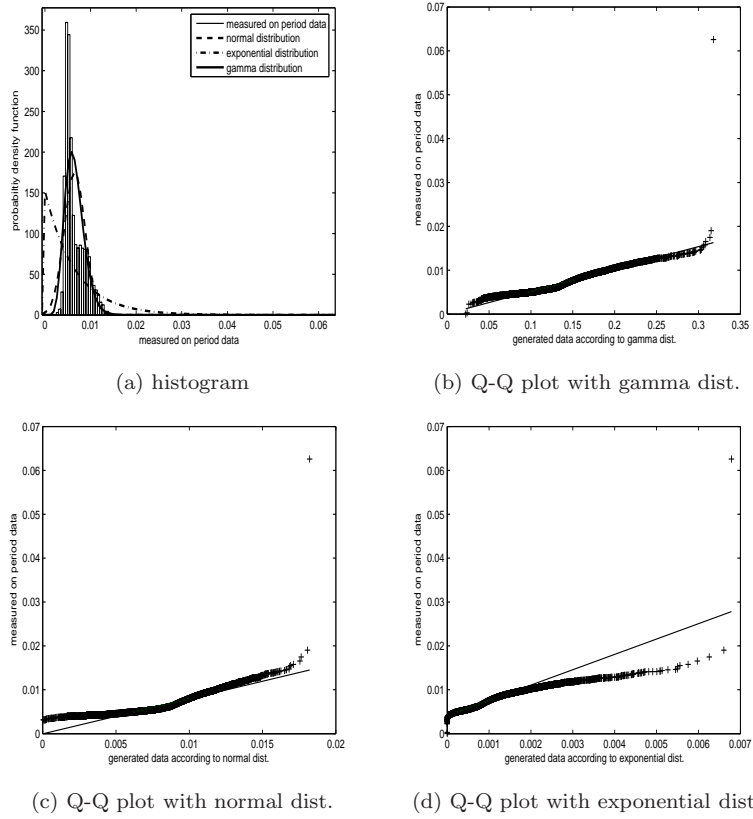 measured on period data
normal distribution
exponential distribution
gamma distribution
350
300
250
200
150
100
50
0
probabiltiy density function
0 0.01 0.02 0.03 0.04 0.05 0.06
measured on period data
(a) histogram
0.07
0.06
0.05
0.04
0.03
0.02
0.01
0
measured on period data
0 0.05 0.1 0.15 0.2 0.25 0.3 0.35
generated data according to gamma dist.
(b) Q-Q plot with gamma dist.
0.07
0.06
0.05
0.04
0.03
0.02
0.01
0
measured on period data
0 0.005 0.01 0.015 0.02
generated data according to normal dist.
(c) Q-Q plot with normal dist.
0.07
0.06
0.05
0.04
0.03
0.02
0.01
0
measured on period data
0 0.001 0.002 0.003 0.004 0.005 0.006 0.007
generated data according to exponential dist.
(d) Q-Q plot with exponential dist